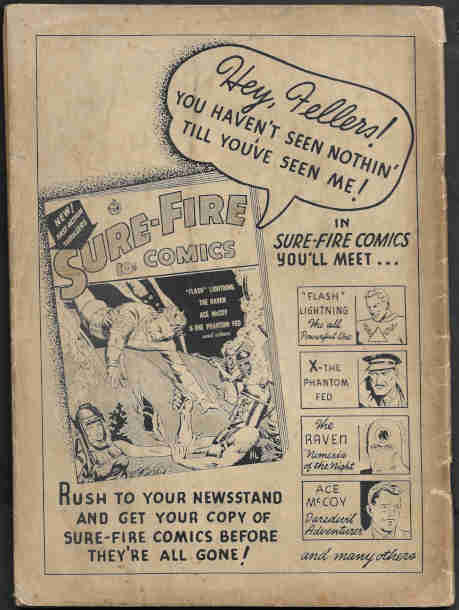 Hey, Fellers!
YOU HAVEN'T SEEN NOTHIN'
TILL YOU'VE SEEN ME!
NEW!
SURE-FIRE
10¢ COMICS
"FLASH" LIGHTNING
THE RAVEN
ACE McCOY
X-THE PHANTOM FED
and others
IN
SURE-FIRE COMICS
YOU'LL MEET...
"FLASH"
LIGHTNING
The all
Powerful One
X-THE
PHANTOM
FED
The
RAVEN
Nemesis
of the Night
ACE
McCOY
Daredevil
Adventurer
and many others
RUSH TO YOUR NEWSSTAND
AND GET YOUR COPY OF
SURE-FIRE COMICS BEFORE
THEY'RE ALL GONE!